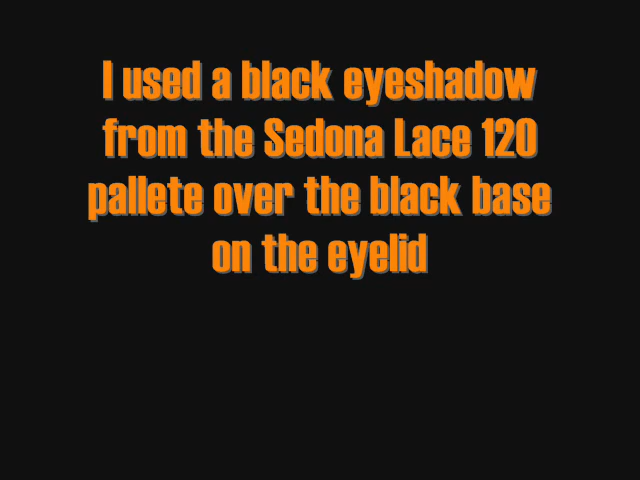 I used a black eyeshadow
from the Sedona Lace 120
pallete over the black base
on the eyelid